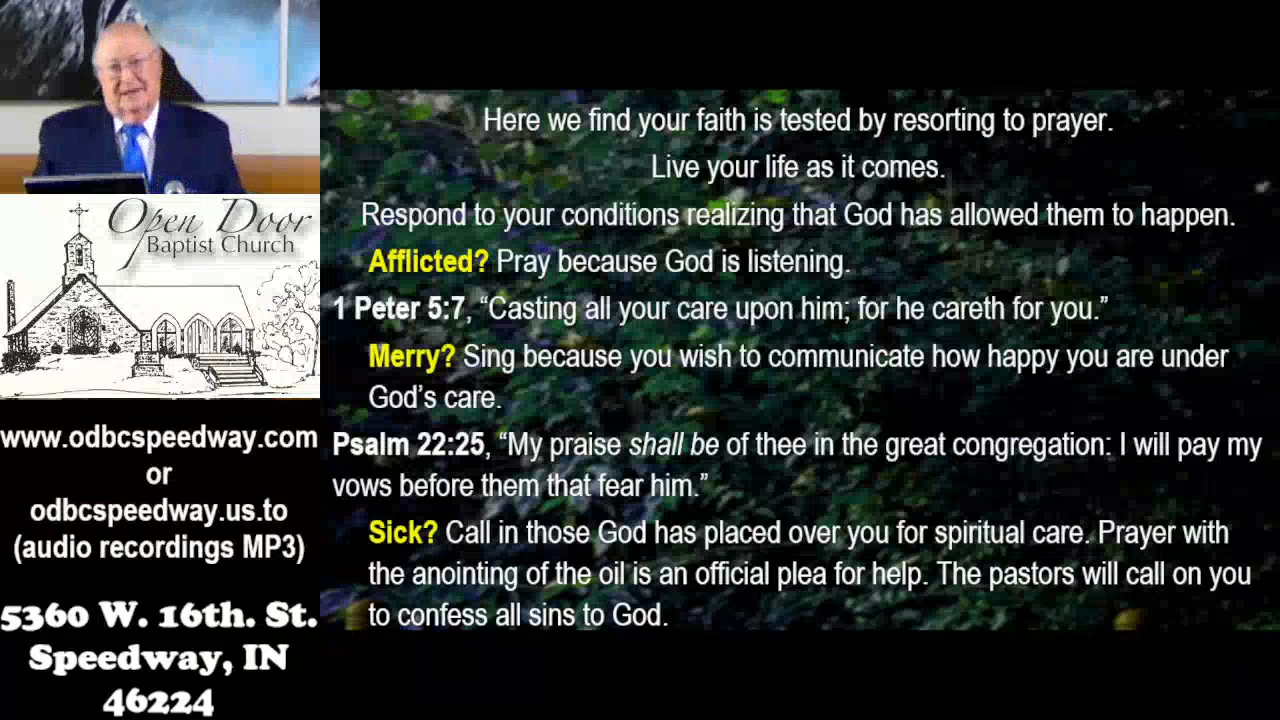 Open Door
Baptist Church
www.odbcspeedway.com
or
odbcspeedway.us.to
(audio recordings MP3)
5360 W. 16th. St.
Speedway, IN
46224
Here we find your faith is tested by resorting to prayer.
Live your life as it comes.
Respond to your conditions realizing that God has allowed them to happen.
Afflicted? Pray because God is listening.
1 Peter 5:7, “Casting all your care upon him; for he careth for you.”
Merry? Sing because you wish to communicate how happy you are under
God’s care.
Psalm 22:25, “My praise shall be of thee in the great congregation: I will pay my
vows before them that fear him.”
Sick? Call in those God has placed over you for spiritual care. Prayer with
the anointing of the oil is an official plea for help. The pastors will call on you
to confess all sins to God.